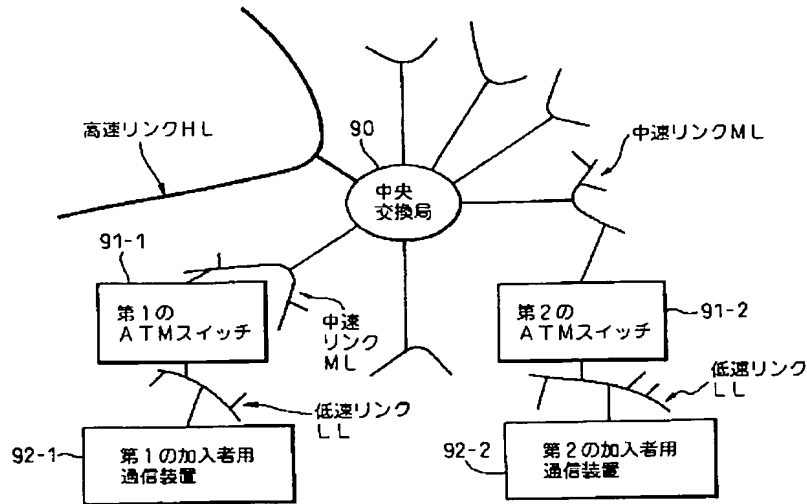 高速リンクHL
90
中央
交換局
中速リンクML
91-1
第1の
ATMスイッチ
中速
リンク
ML
第2の
ATMスイッチ
91-2
低速リンク
LL
低速リンク
LL
92-1
第1の加入者用
通信装置
92-2
第2の加入者用
通信装置